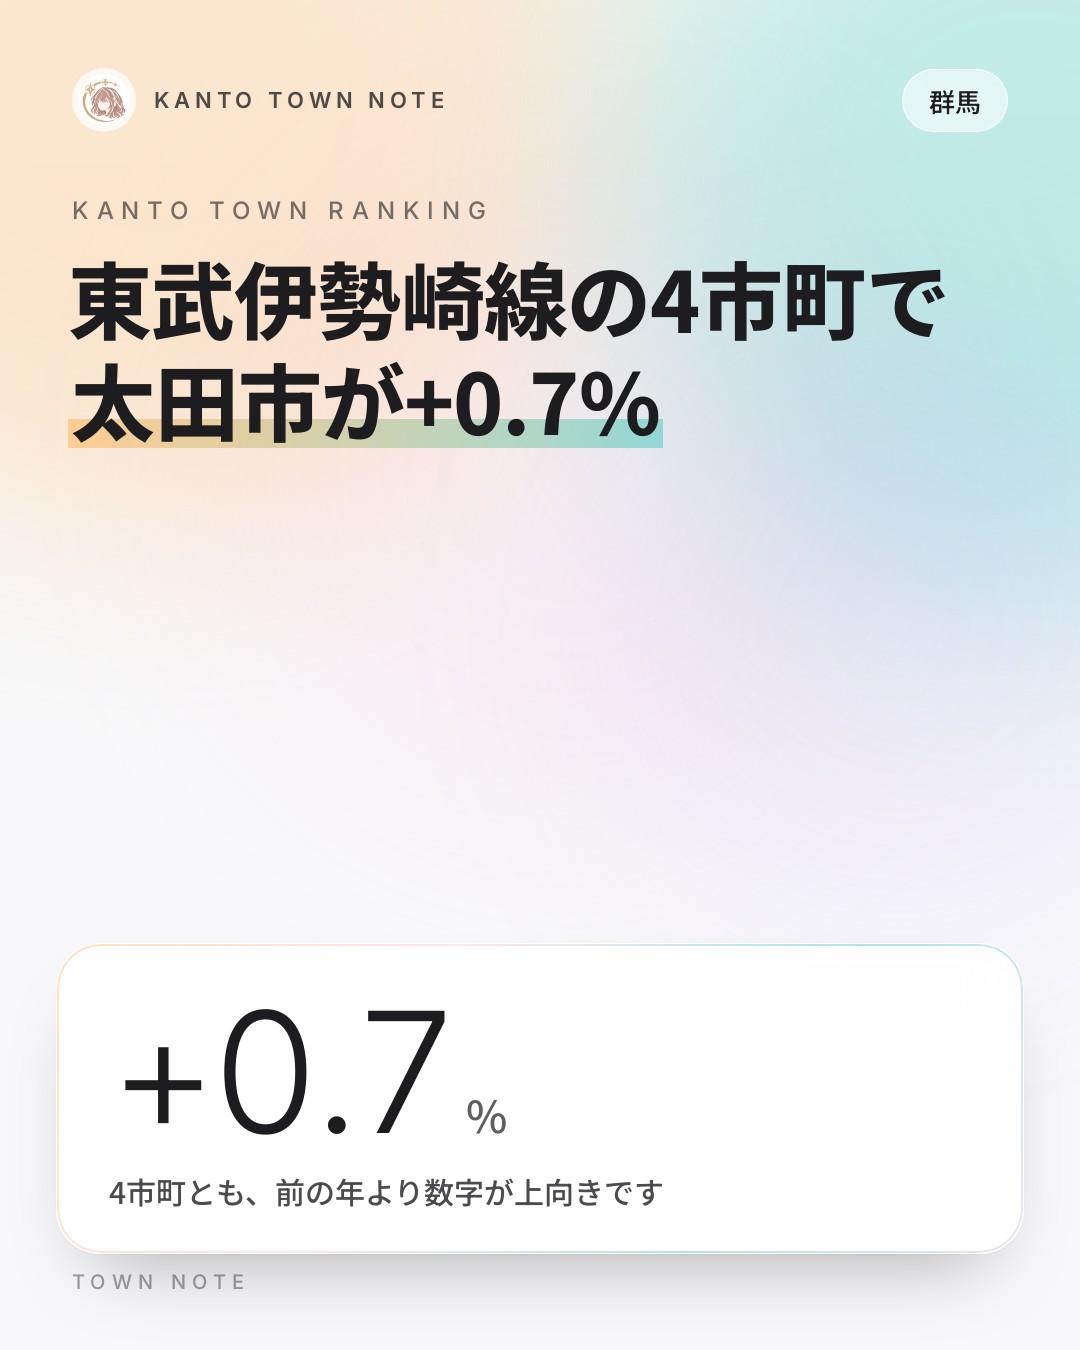 KANTO TOWN NOTE
群馬
KANTO TOWN RANKING
東武伊勢崎線の4市町で
太田市が+0.7%
+0.7%
4市町とも、前の年より数字が上向きです
TOWN NOTE